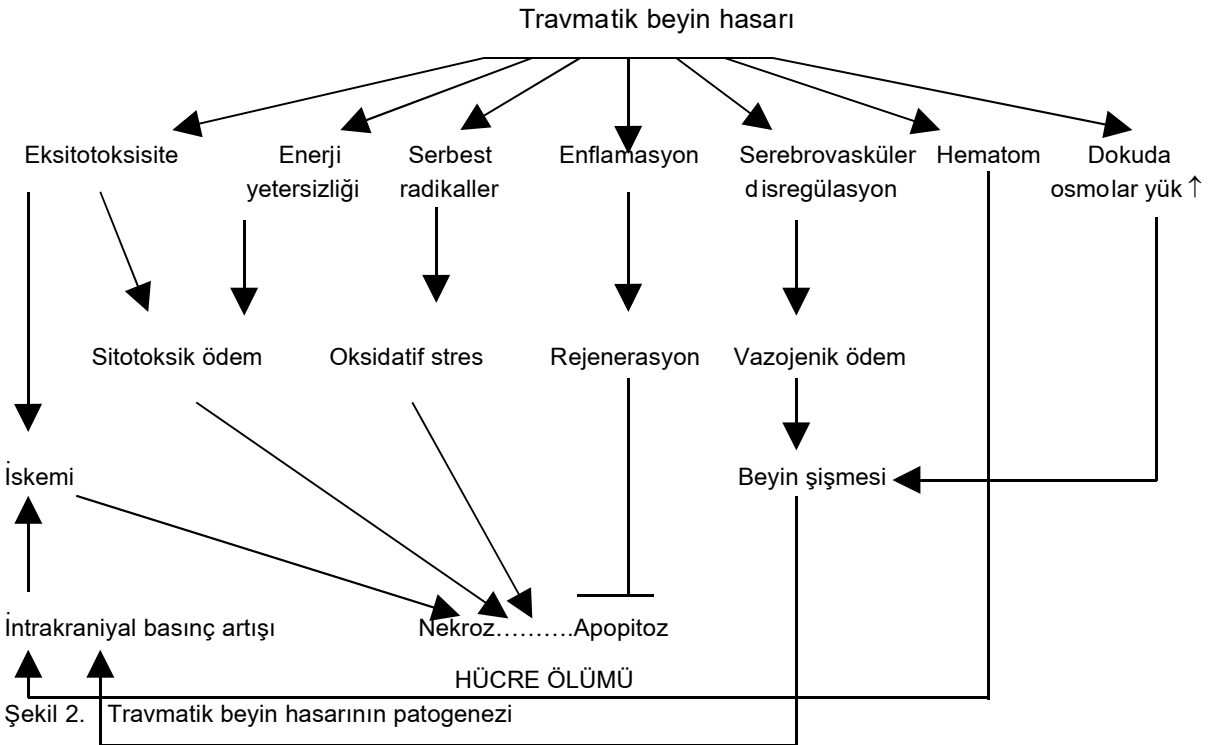 Travmatik beyin hasarı
Eksitotoksisite
Enerji
yetersizliği
Serbest
radikaller
Enflamasyon
Serebrovasküler
disregülasyon
Hematom
Dokuda
osmolar yük ↑
Sitotoksik ödem
Oksidatif stres
Rejenerasyon
Vazojenik ödem
İskemi
Beyin şişmesi
İntrakraniyal basınç artışı
Nekroz……….Apopitoz
HÜCRE ÖLÜMÜ
Şekil 2. Travmatik beyin hasarının patogenezi